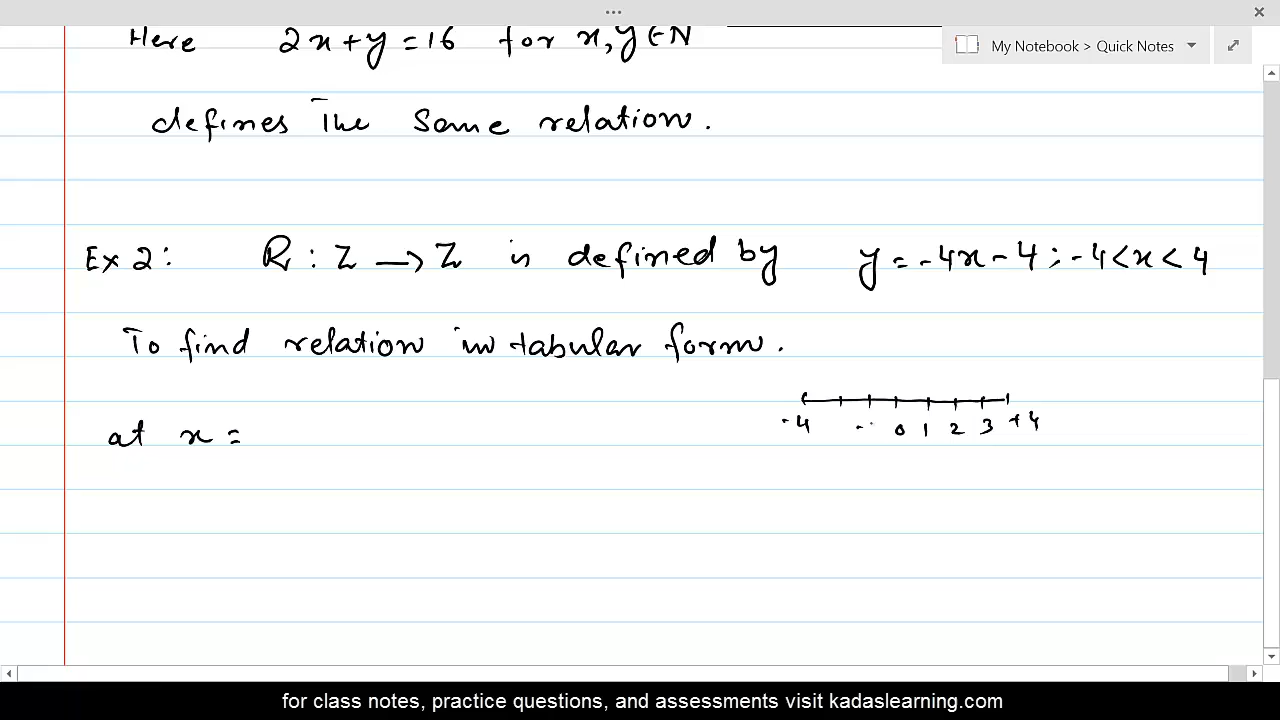 My Notebook > Quick Notes
Here 2x+y=16 for x,y∈N
defines The Same relation.
Ex 2: R : Z → Z is defined by y = -4x - 4 ; -4 < x < 4
To find relation in tabular form.
-4 - 0 1 2 3 +4
at x =
for class notes, practice questions, and assessments visit kadaslearning.com